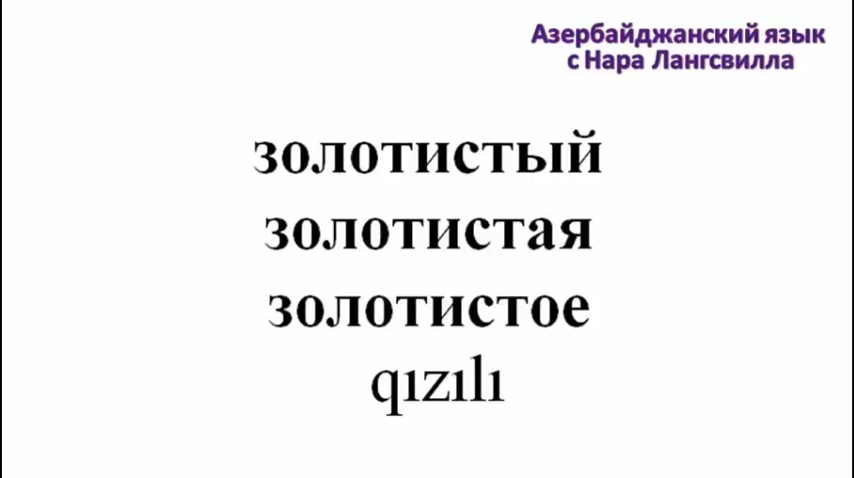 Азербайджанский язык
с Нара Лангсвилла
золотистый
золотистая
золотистое
qızılı